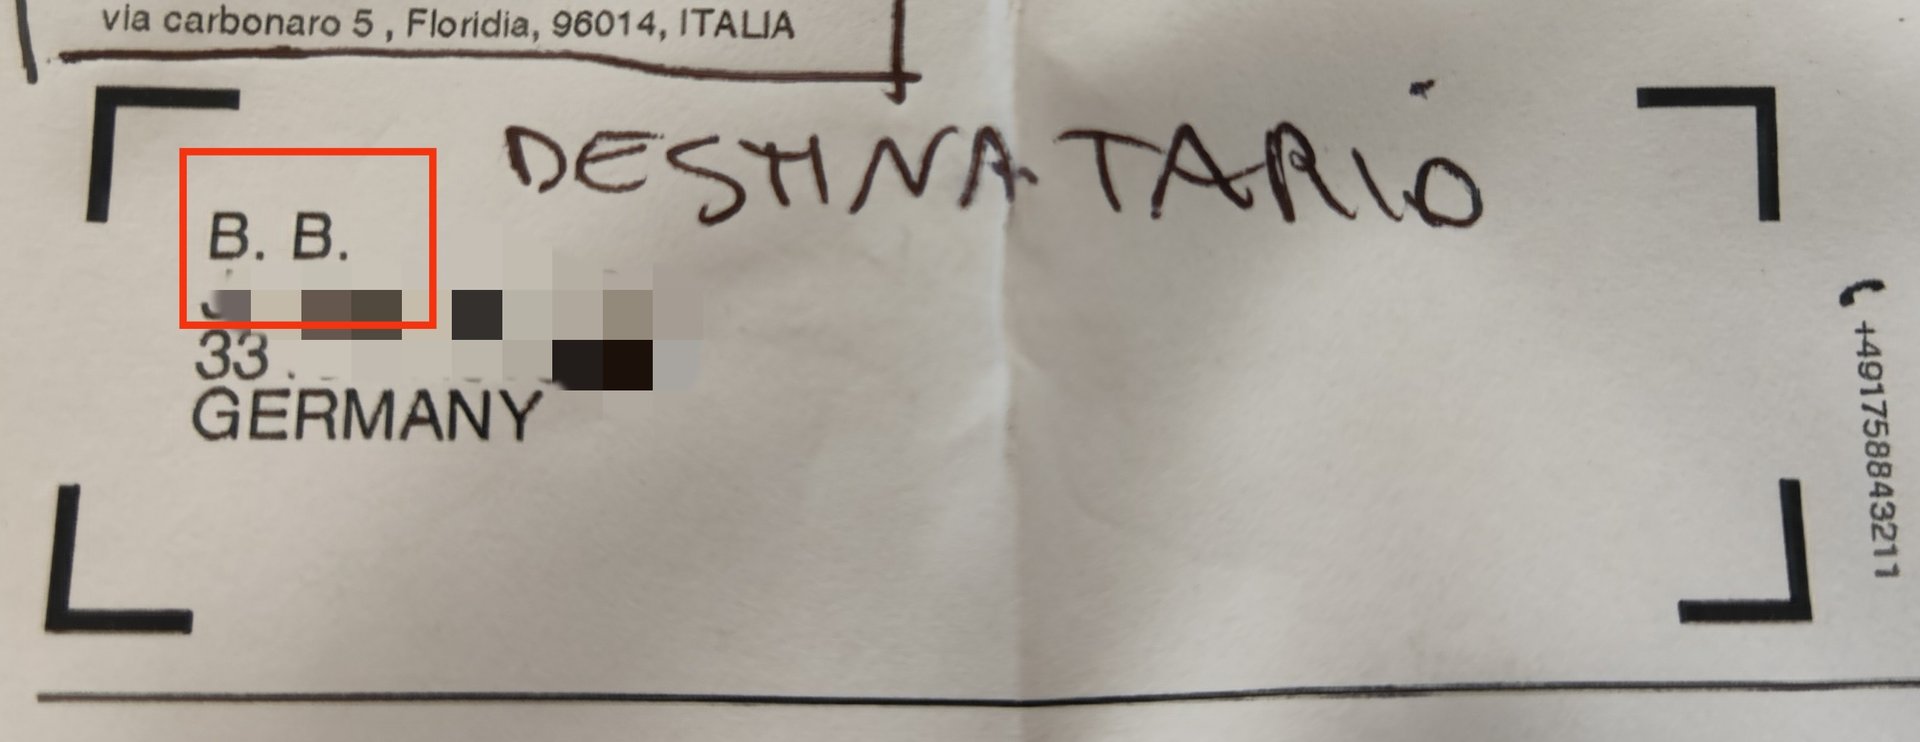 via carbonaro 5 , Floridia, 96014, ITALIA
DESTINATARIO
B. B.
33
GERMANY
+491758843211